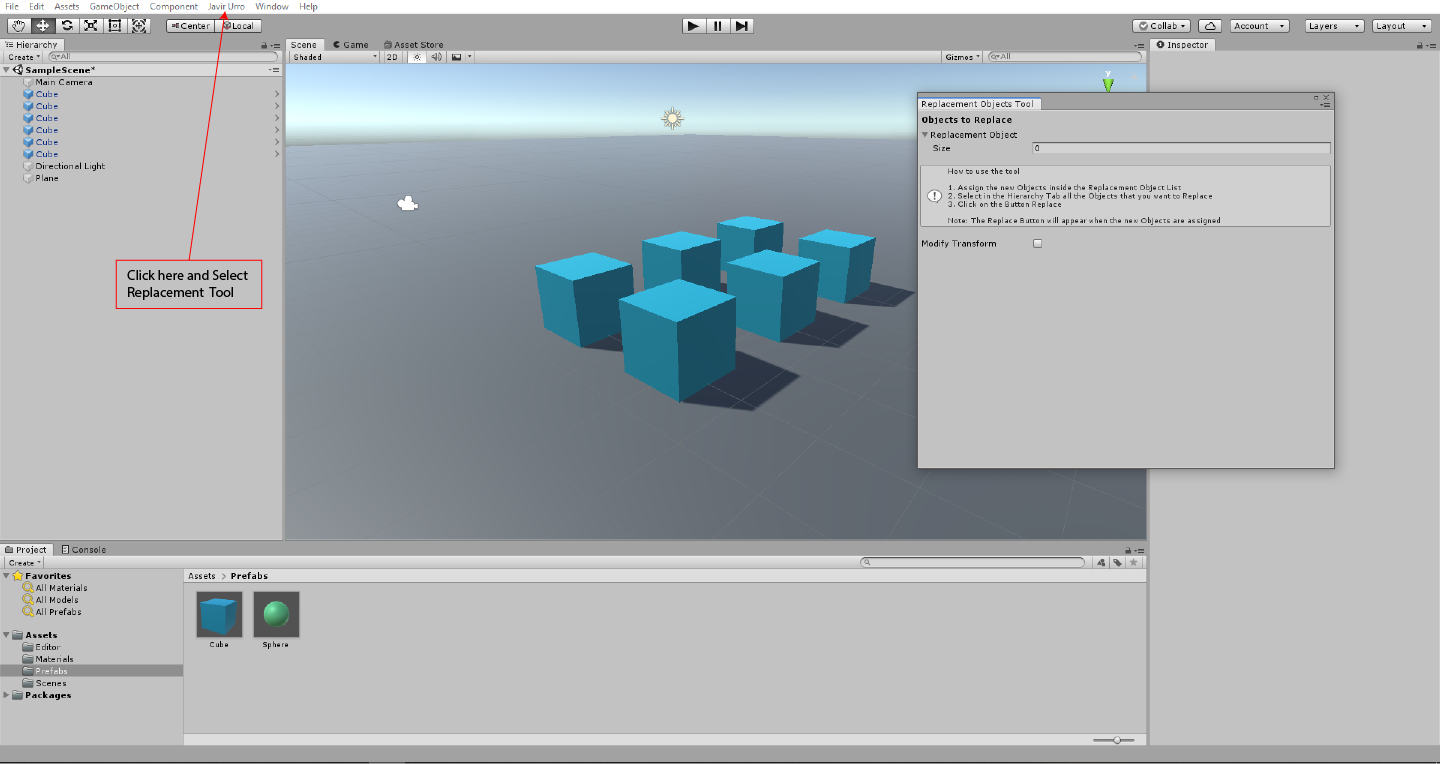 File Edit Assets GameObject Component Javir Urro Window Help
Center Local
Collab Account Layers Layout
Hierarchy
Create All
SampleScene*
Main Camera
Cube
Cube
Cube
Cube
Cube
Cube
Directional Light
Plane
Click here and Select
Replacement Tool
Scene Game Asset Store
Shaded 2D Gizmos All
y
Inspector
Replacement Objects Tool
Objects to Replace
Replacement Object
Size 0
How to use the tool
1. Assign the new Objects inside the Replacement Object List
2. Select in the Hierarchy Tab all the Objects that you want to Replace
3. Click on the Button Replace
Note: The Replace Button will appear when the new Objects are assigned
Modify Transform
Project Console
Create
Favorites
All Materials
All Models
All Prefabs
Assets
Editor
Materials
Prefabs
Scenes
Packages
Assets > Prefabs
Cube Sphere